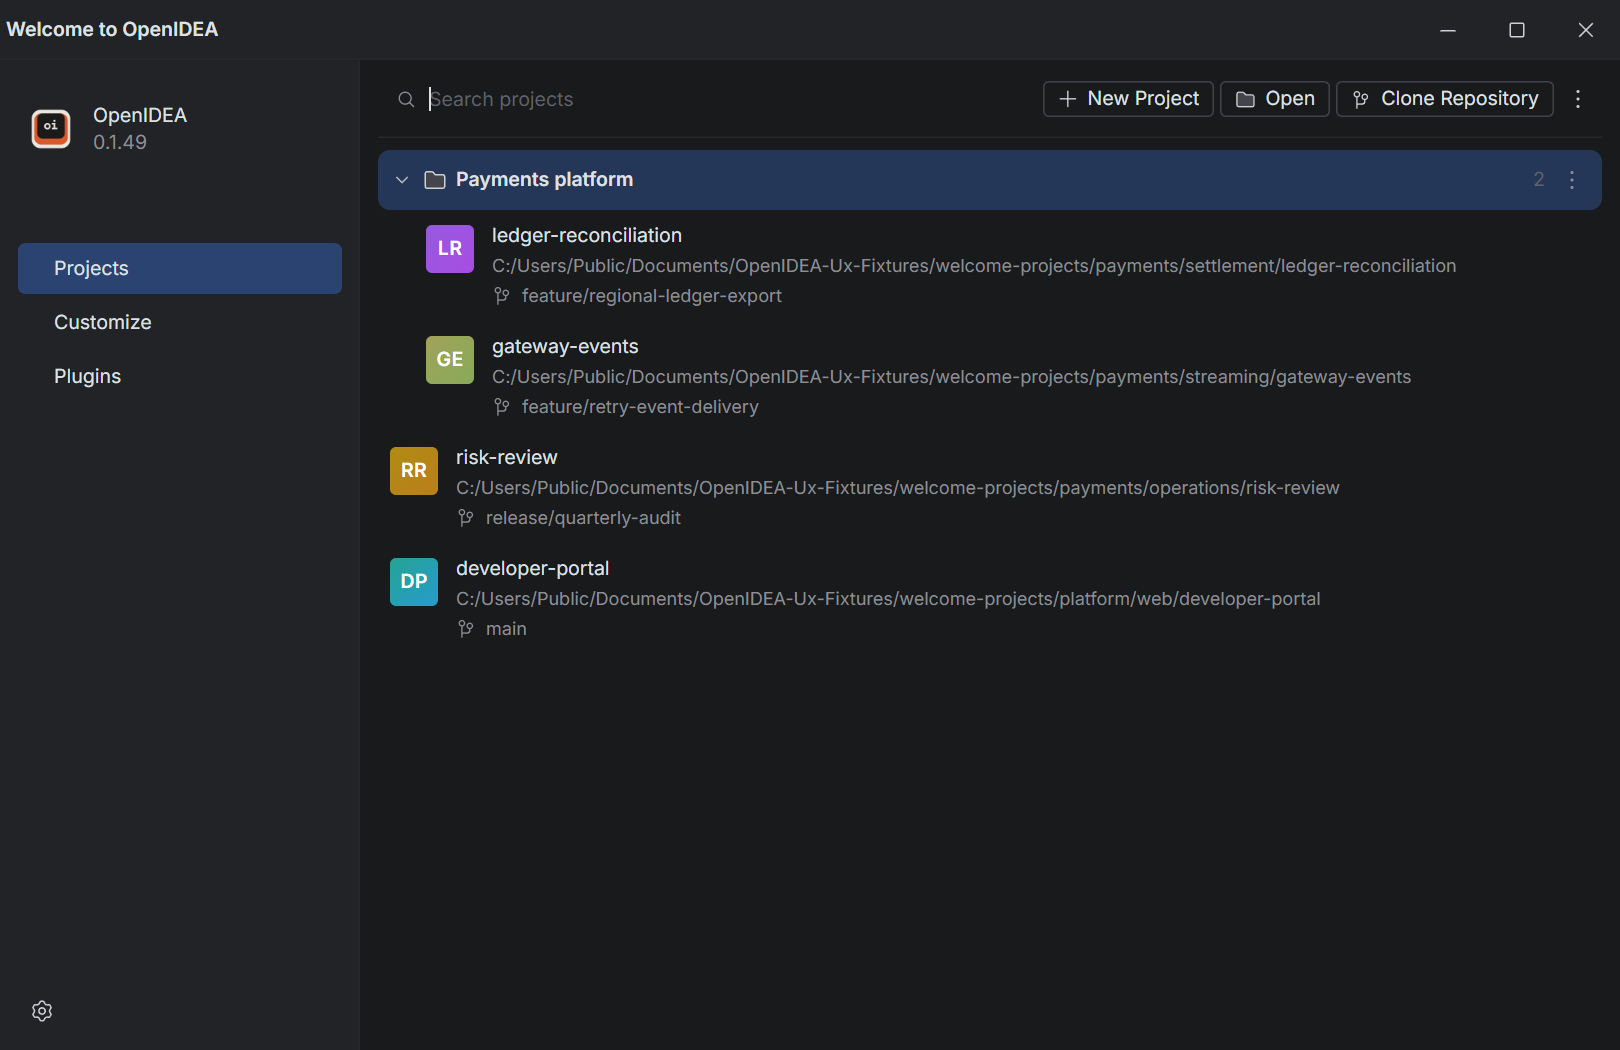 Welcome to OpenIDEA
oi
OpenIDEA
0.1.49
Projects
Customize
Plugins
Search projects
New Project
Open
Clone Repository
Payments platform
2
LR
ledger-reconciliation
C:/Users/Public/Documents/OpenIDEA-Ux-Fixtures/welcome-projects/payments/settlement/ledger-reconciliation
feature/regional-ledger-export
GE
gateway-events
C:/Users/Public/Documents/OpenIDEA-Ux-Fixtures/welcome-projects/payments/streaming/gateway-events
feature/retry-event-delivery
RR
risk-review
C:/Users/Public/Documents/OpenIDEA-Ux-Fixtures/welcome-projects/payments/operations/risk-review
release/quarterly-audit
DP
developer-portal
C:/Users/Public/Documents/OpenIDEA-Ux-Fixtures/welcome-projects/platform/web/developer-portal
main